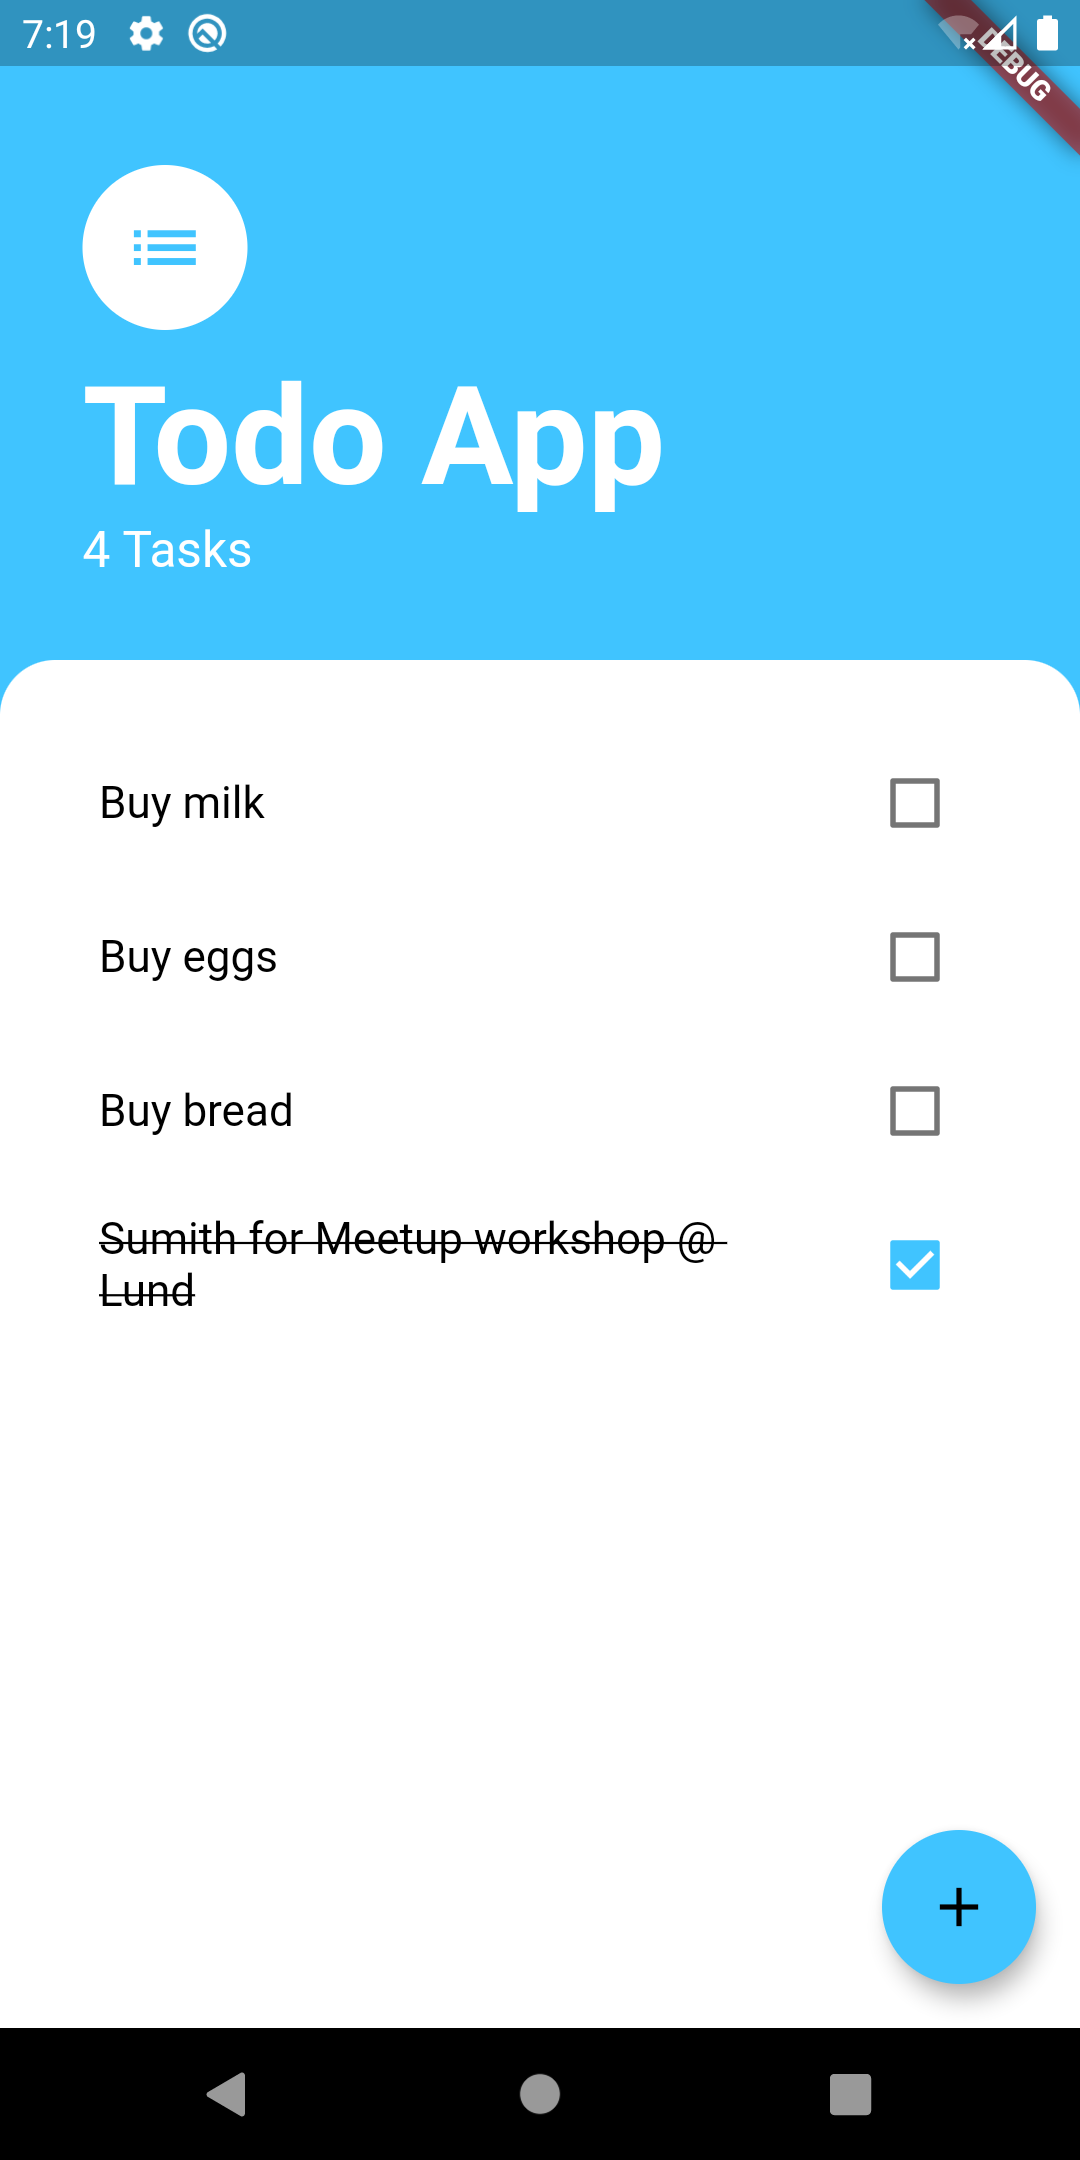 7:19
DEBUG
Todo App
4 Tasks
Buy milk
Buy eggs
Buy bread
Sumith for Meetup workshop @
Lund